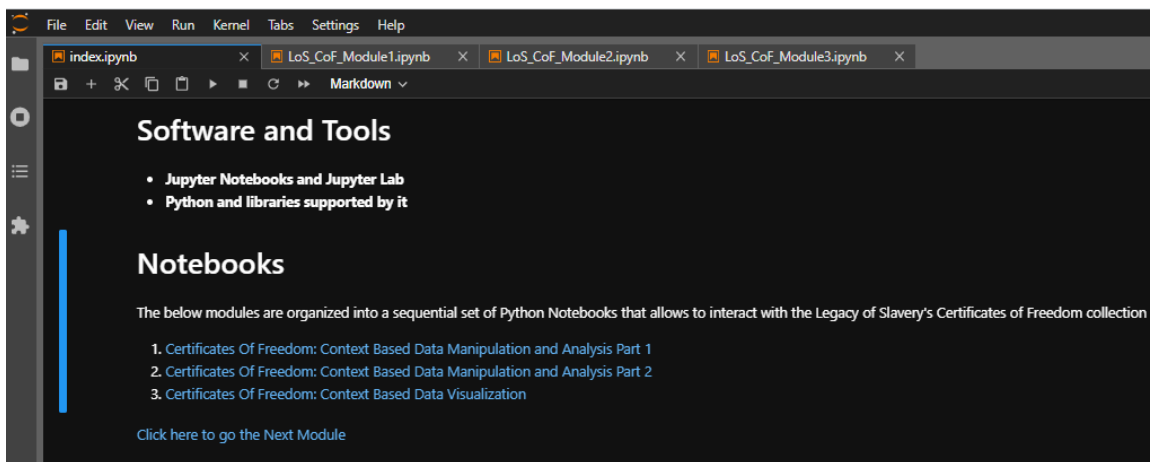 File Edit View Run Kernel Tabs Settings Help
index.ipynb LoS_CoF_Module1.ipynb LoS_CoF_Module2.ipynb LoS_CoF_Module3.ipynb
Markdown
Software and Tools
Jupyter Notebooks and Jupyter Lab
Python and libraries supported by it
Notebooks
The below modules are organized into a sequential set of Python Notebooks that allows to interact with the Legacy of Slavery's Certificates of Freedom collection
1. Certificates Of Freedom: Context Based Data Manipulation and Analysis Part 1
2. Certificates Of Freedom: Context Based Data Manipulation and Analysis Part 2
3. Certificates Of Freedom: Context Based Data Visualization
Click here to go the Next Module